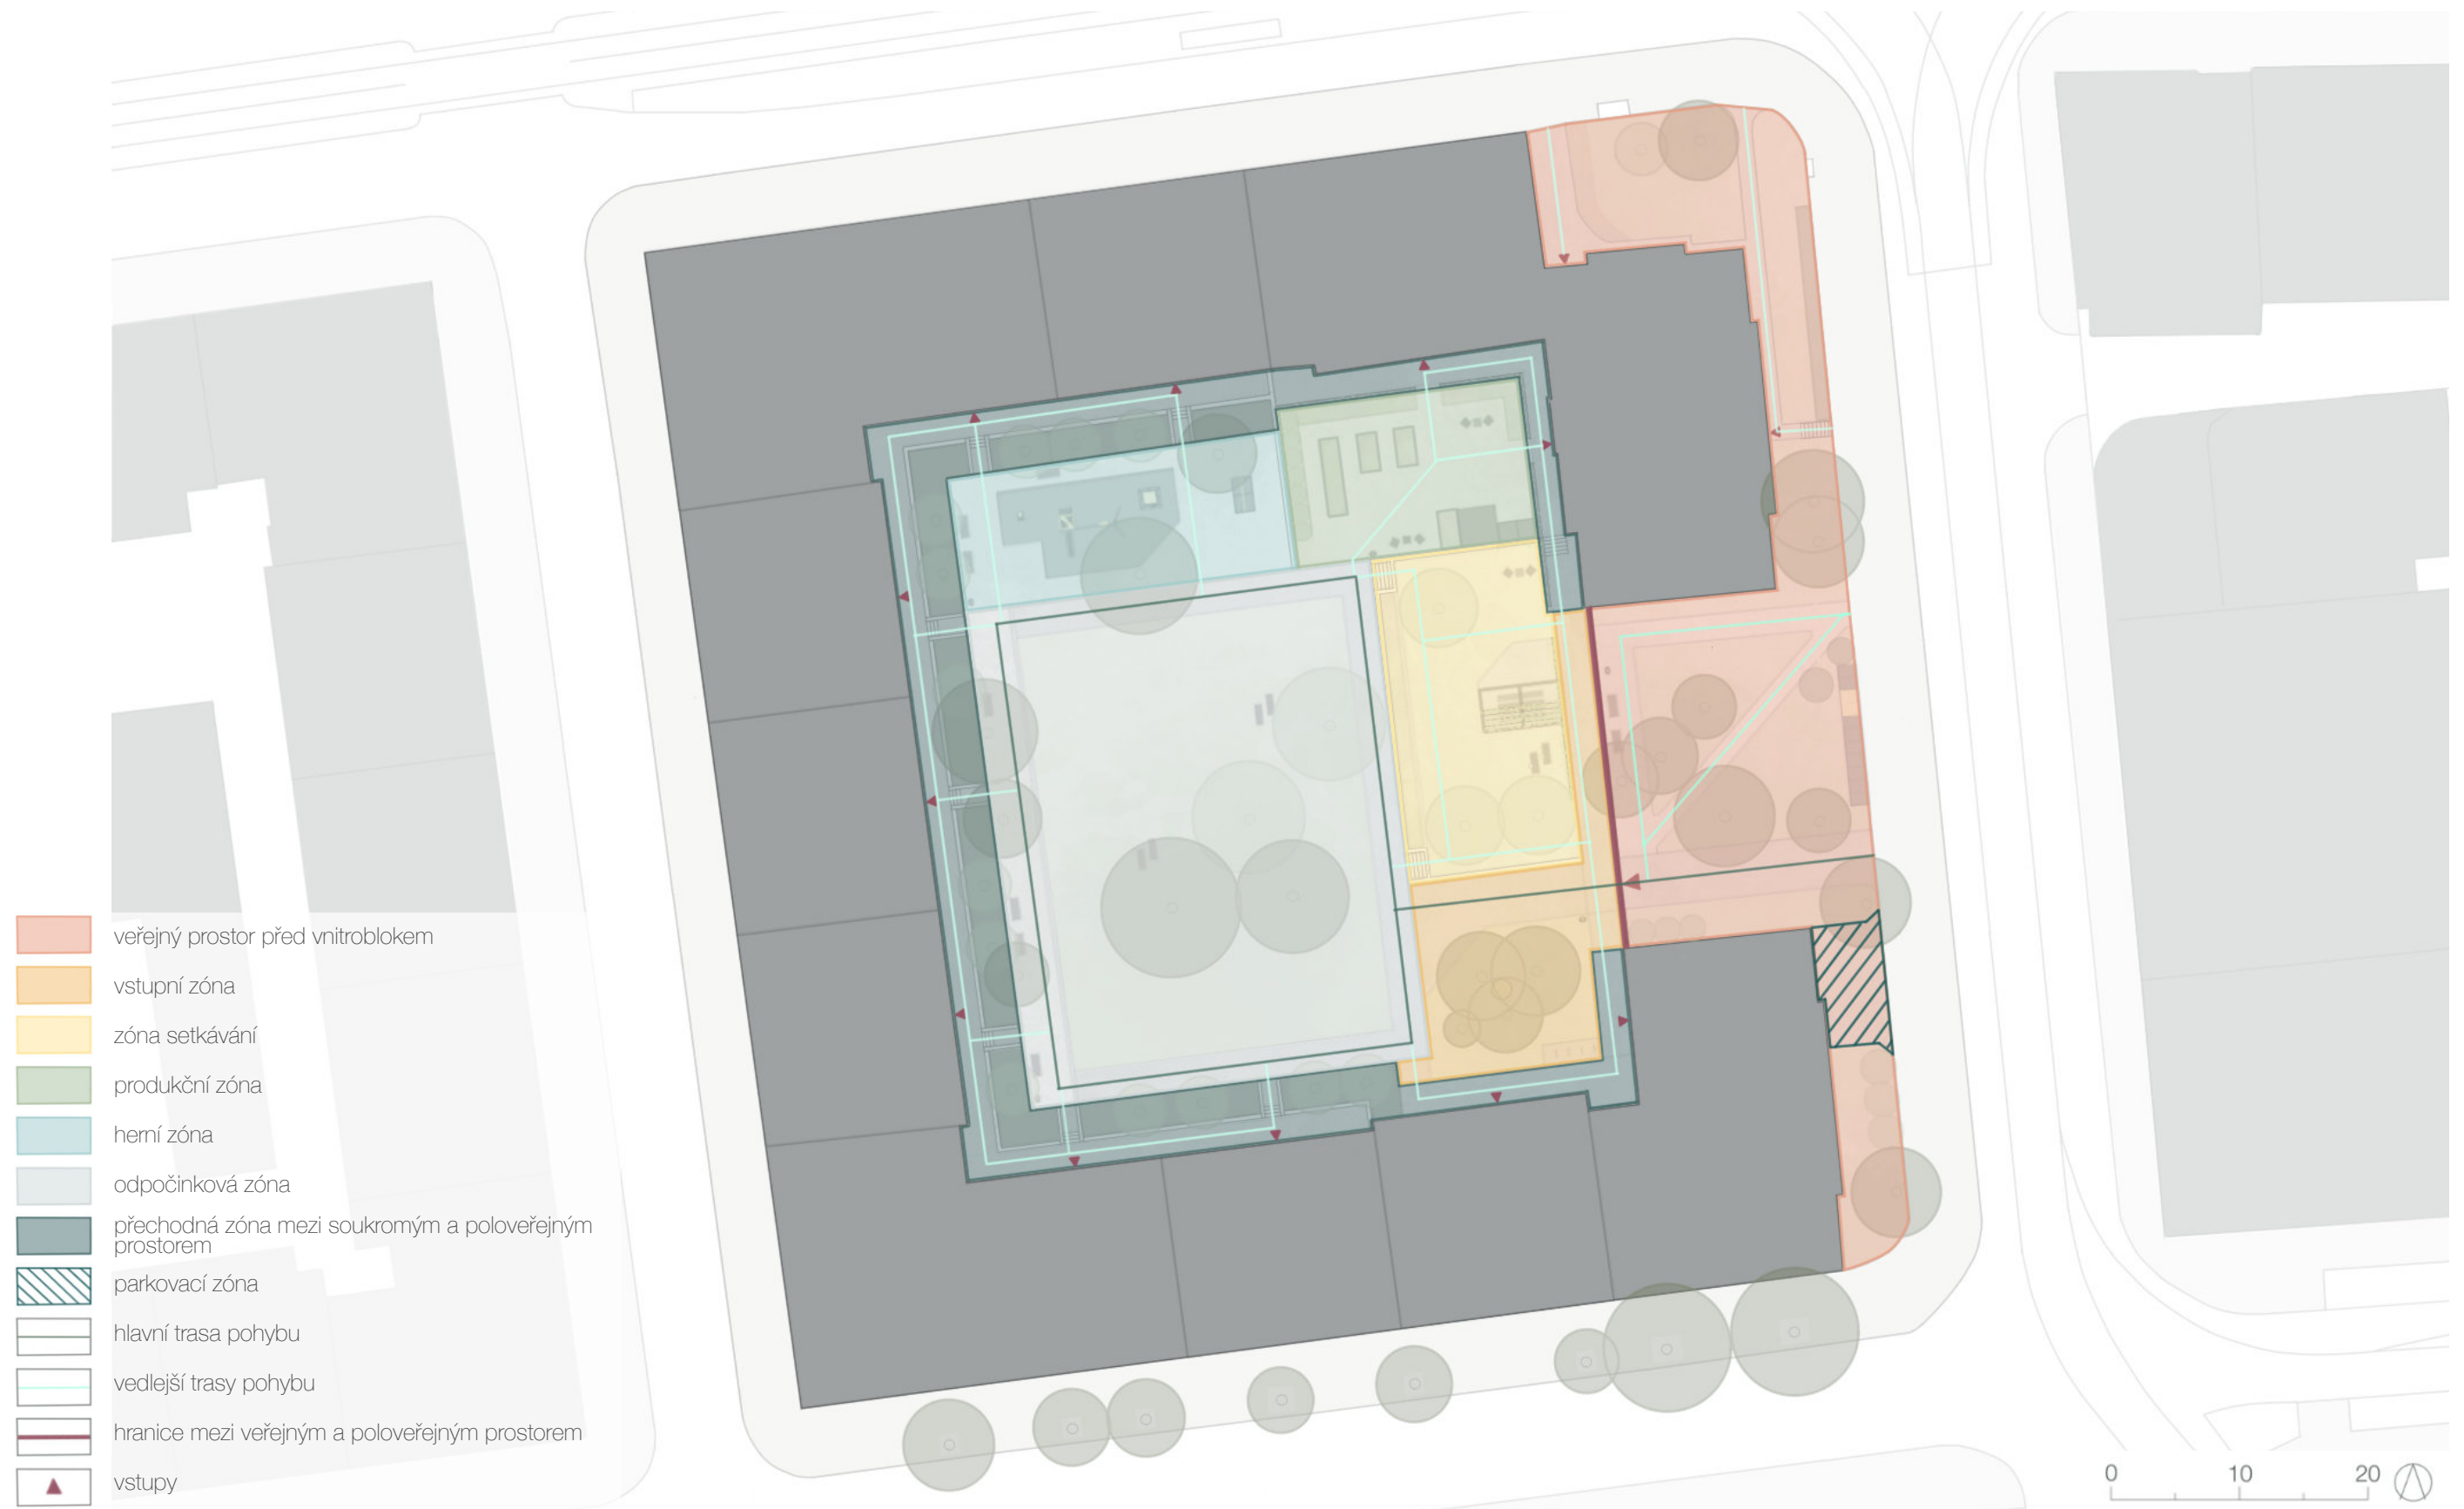 veřejný prostor před vnitroblokem
vstupní zóna
zóna setkávání
produkční zóna
herní zóna
odpočinková zóna
přechodná zóna mezi soukromým a poloveřejným
prostorem
parkovací zóna
hlavní trasa pohybu
vedlejší trasy pohybu
hranice mezi veřejným a poloveřejným prostorem
vstupy
0 10 20